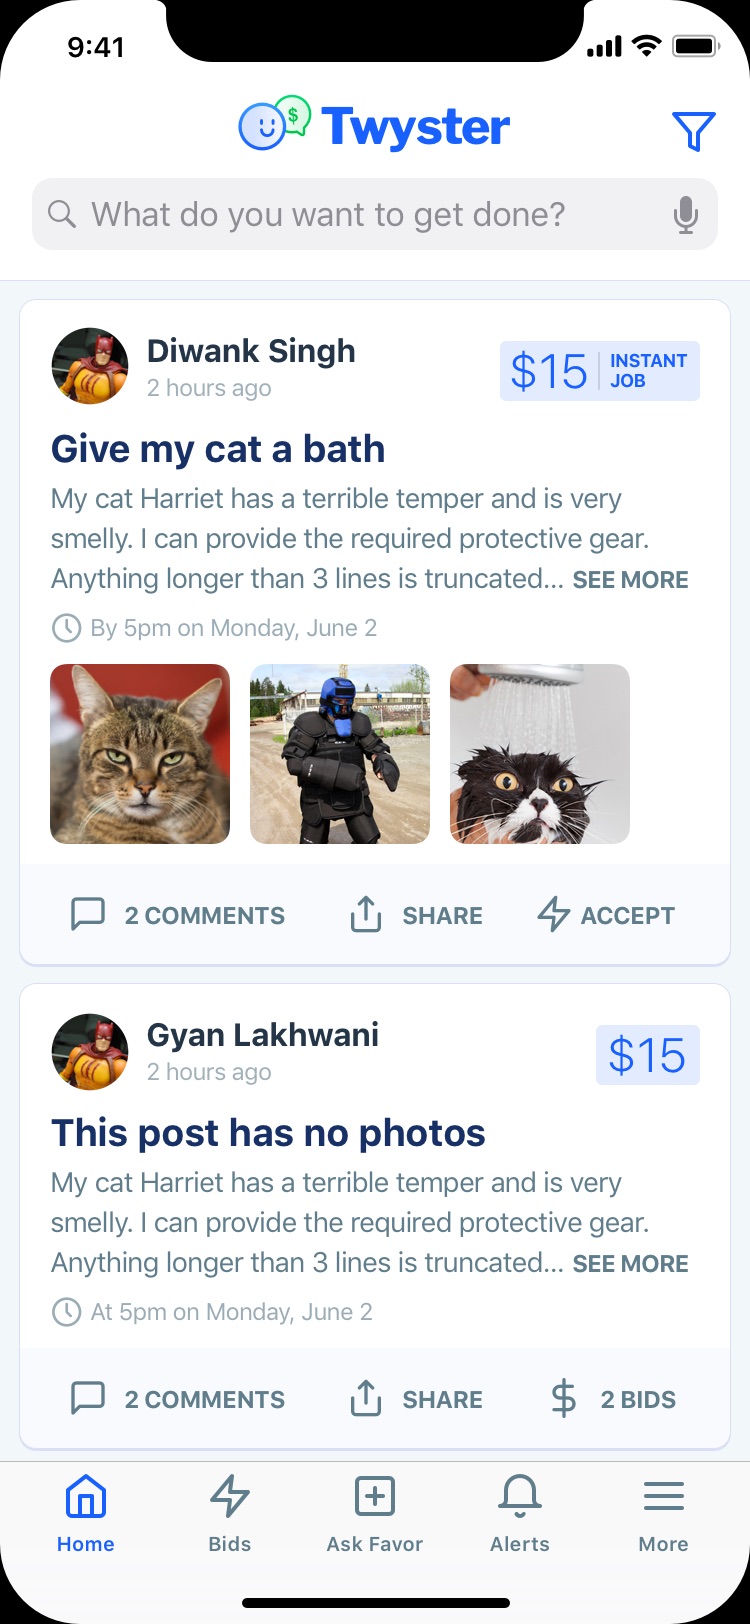 9:41
$
Twyster
What do you want to get done?
Diwank Singh
2 hours ago
$15
INSTANT
JOB
Give my cat a bath
My cat Harriet has a terrible temper and is very
smelly. I can provide the required protective gear.
Anything longer than 3 lines is truncated... SEE MORE
By 5pm on Monday, June 2
2 COMMENTS
SHARE
ACCEPT
Gyan Lakhwani
2 hours ago
$15
This post has no photos
My cat Harriet has a terrible temper and is very
smelly. I can provide the required protective gear.
Anything longer than 3 lines is truncated... SEE MORE
At 5pm on Monday, June 2
2 COMMENTS
SHARE
2 BIDS
Home
Bids
Ask Favor
Alerts
More